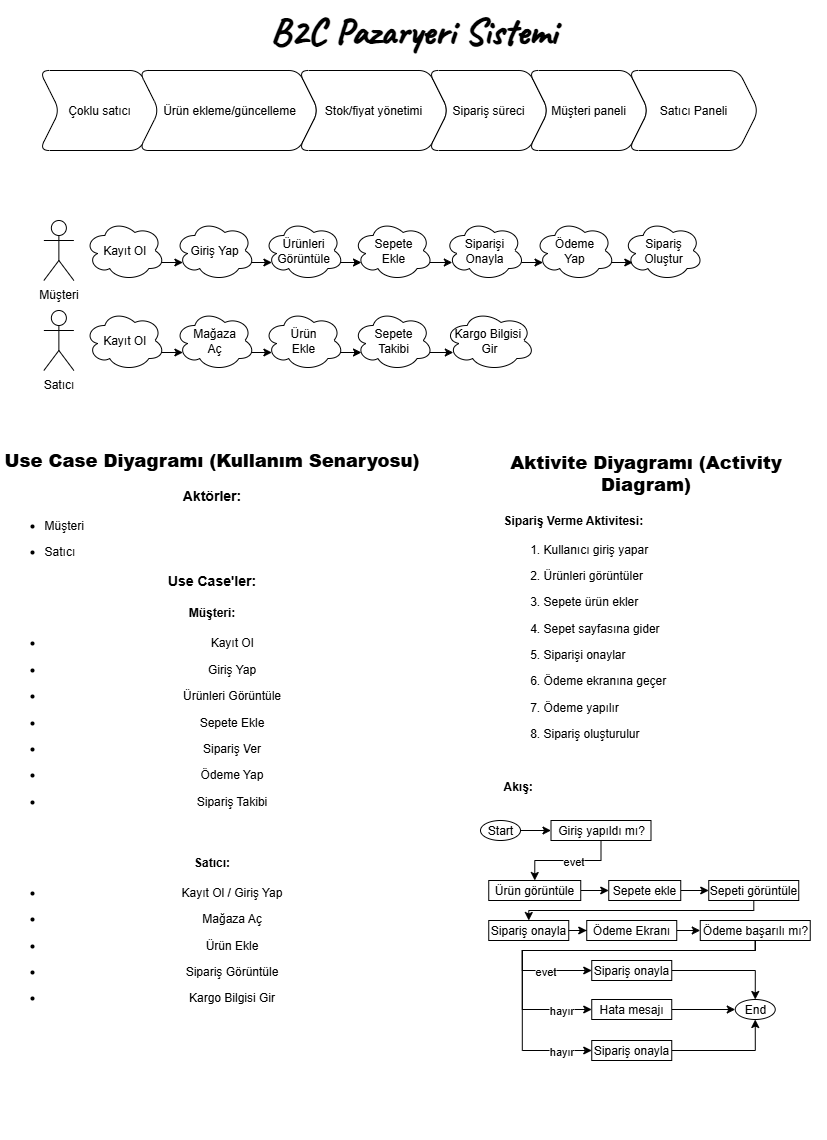 B2C Pazaryeri Sistemi
Çoklu satıcı
Ürün ekleme/güncelleme
Stok/fiyat yönetimi
Sipariş süreci
Müşteri paneli
Satıcı Paneli
Kayıt Ol
Giriş Yap
Ürünleri
Görüntüle
Sepete
Ekle
Siparişi
Onayla
Ödeme
Yap
Sipariş
Oluştur
Müşteri
Kayıt Ol
Mağaza
Aç
Ürün
Ekle
Sepete
Takibi
Kargo Bilgisi
Gir
Satıcı
Use Case Diyagramı (Kullanım Senaryosu)
Aktörler:
• Müşteri
• Satıcı
Use Case'ler:
Müşteri:
• Kayıt Ol
• Giriş Yap
• Ürünleri Görüntüle
• Sepete Ekle
• Sipariş Ver
• Ödeme Yap
• Sipariş Takibi
Satıcı:
• Kayıt Ol / Giriş Yap
• Mağaza Aç
• Ürün Ekle
• Sipariş Görüntüle
• Kargo Bilgisi Gir
Aktivite Diyagramı (Activity
Diagram)
Sipariş Verme Aktivitesi:
1. Kullanıcı giriş yapar
2. Ürünleri görüntüler
3. Sepete ürün ekler
4. Sepet sayfasına gider
5. Siparişi onaylar
6. Ödeme ekranına geçer
7. Ödeme yapılır
8. Sipariş oluşturulur
Akış:
Start
Giriş yapıldı mı?
evet
Ürün görüntüle
Sepete ekle
Sepeti görüntüle
Sipariş onayla
Ödeme Ekranı
Ödeme başarılı mı?
evet
Sipariş onayla
hayır
Hata mesajı
End
hayır
Sipariş onayla